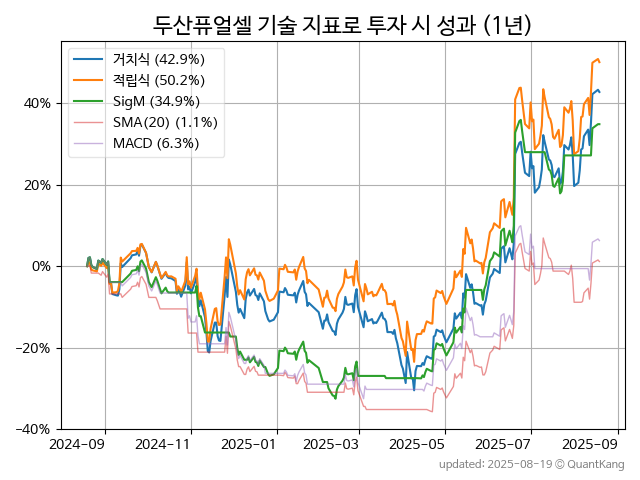 두산퓨얼셀 기술 지표로 투자 시 성과 (1년)
거치식 (42.9%)
적립식 (50.2%)
SigM (34.9%)
SMA(20) (1.1%)
MACD (6.3%)
40%
20%
0%
−20%
−40%
2024-09 2024-11 2025-01 2025-03 2025-05 2025-07 2025-09
updated: 2025-08-19 © QuantKang